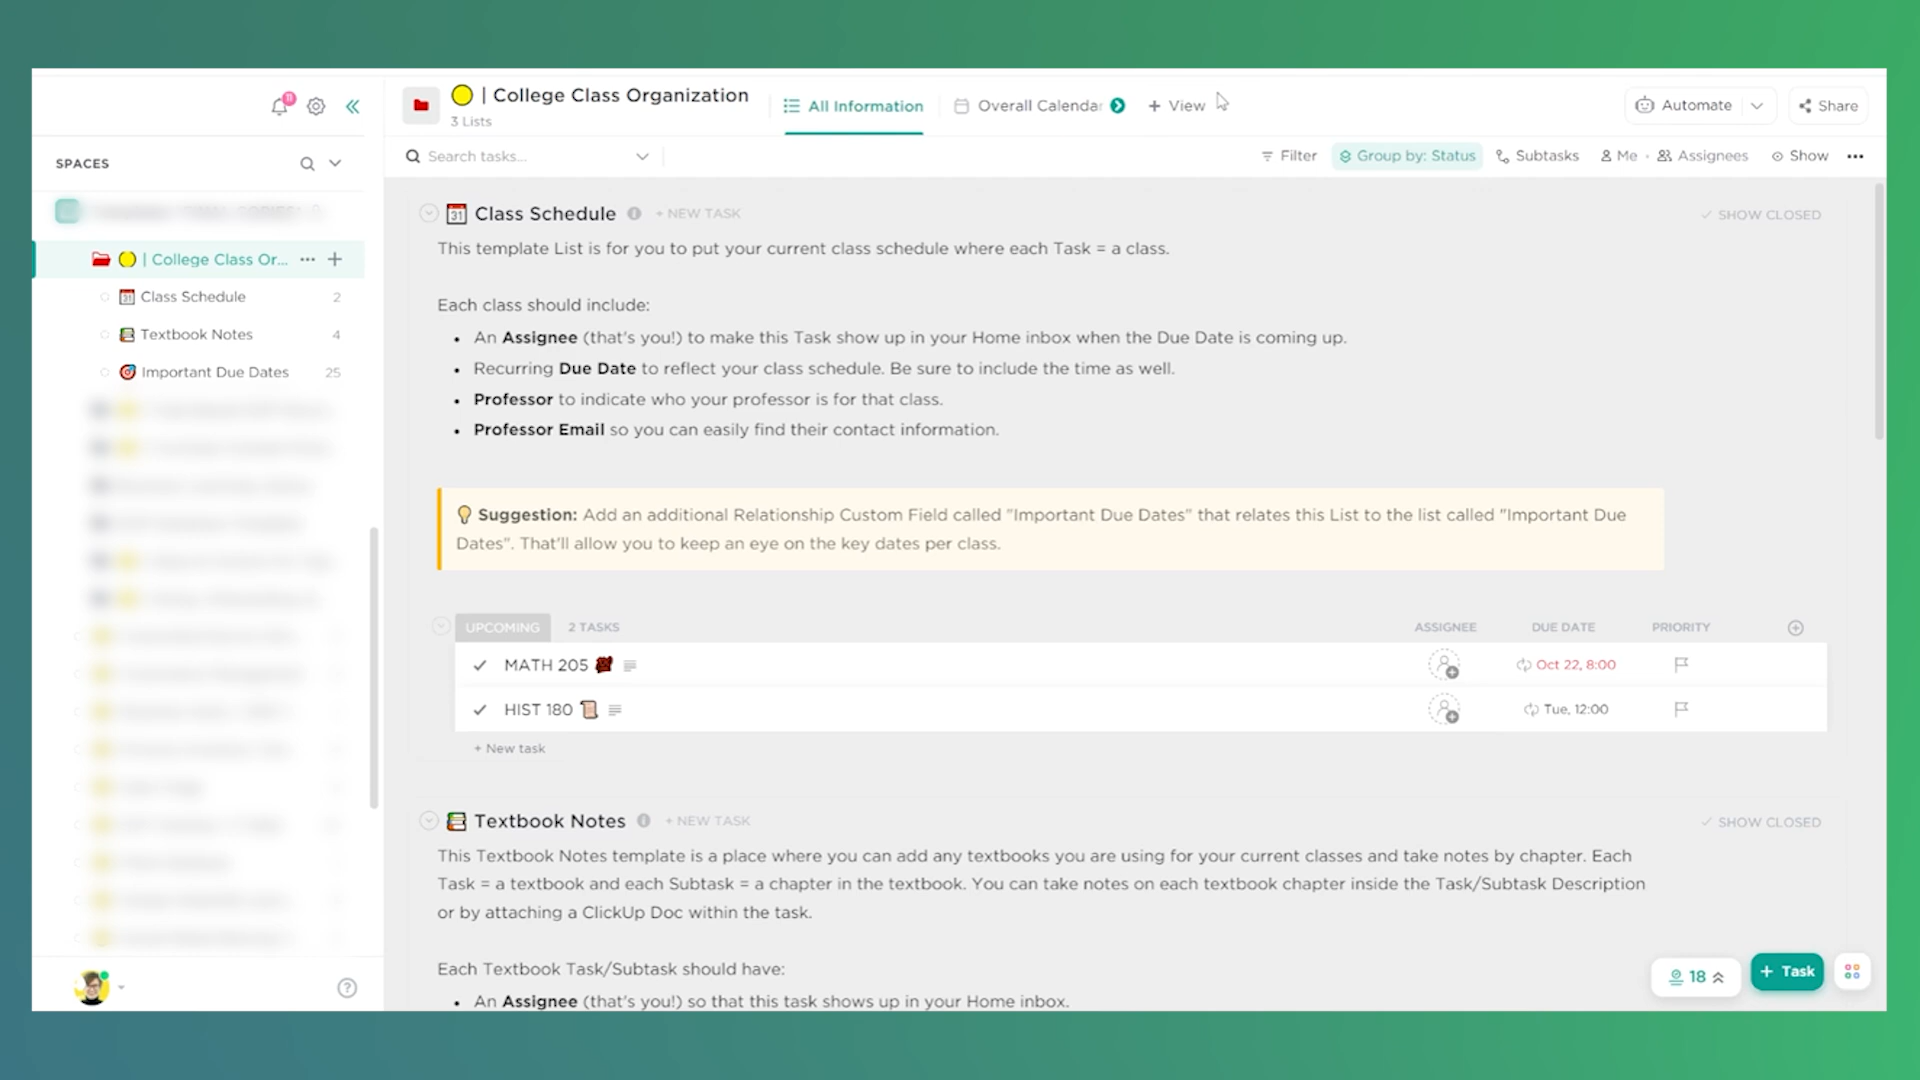 | College Class Organization
3 Lists
All Information
Overall Calendar
+ View
Automate
Share
11
SPACES
Search tasks...
Filter
Group by: Status
Subtasks
Me
Assignees
Show
| College Class Or...
Class Schedule 2
Textbook Notes 4
Important Due Dates 25
31 Class Schedule
+ NEW TASK
SHOW CLOSED
This template List is for you to put your current class schedule where each Task = a class.
Each class should include:
• An Assignee (that's you!) to make this Task show up in your Home inbox when the Due Date is coming up.
• Recurring Due Date to reflect your class schedule. Be sure to include the time as well.
• Professor to indicate who your professor is for that class.
• Professor Email so you can easily find their contact information.
Suggestion: Add an additional Relationship Custom Field called "Important Due Dates" that relates this List to the list called "Important Due
Dates". That'll allow you to keep an eye on the key dates per class.
UPCOMING 2 TASKS ASSIGNEE DUE DATE PRIORITY
MATH 205 Oct 22, 8:00
HIST 180 Tue, 12:00
+ New task
Textbook Notes
+ NEW TASK
SHOW CLOSED
This Textbook Notes template is a place where you can add any textbooks you are using for your current classes and take notes by chapter. Each
Task = a textbook and each Subtask = a chapter in the textbook. You can take notes on each textbook chapter inside the Task/Subtask Description
or by attaching a ClickUp Doc within the task.
Each Textbook Task/Subtask should have:
• An Assignee (that's you!) so that this task shows up in your Home inbox.
18
+ Task